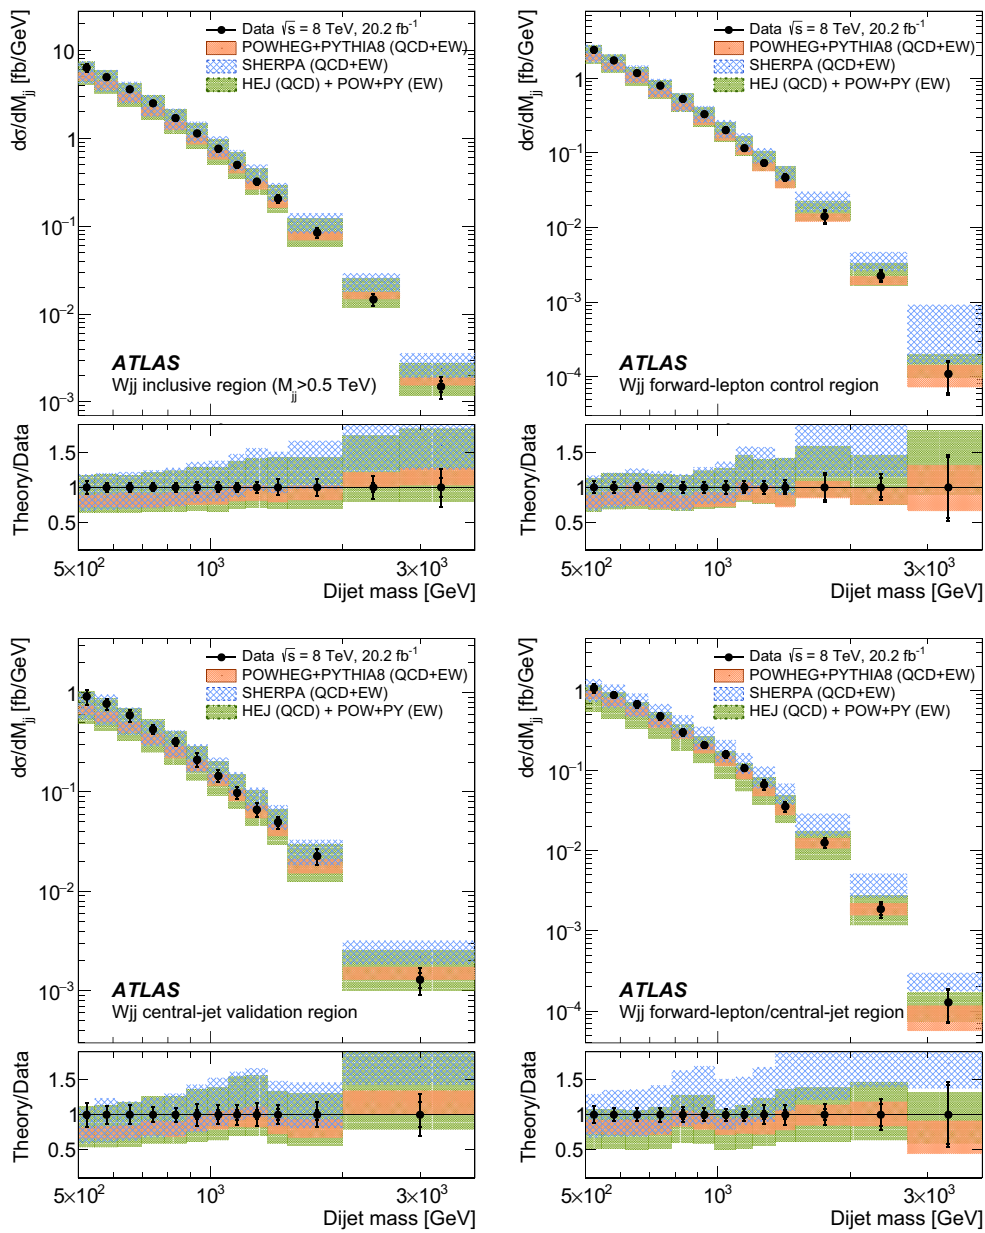 dσ/dM_jj [fb/GeV]
Data √s = 8 TeV, 20.2 fb⁻¹
POWHEG+PYTHIA8 (QCD+EW)
SHERPA (QCD+EW)
HEJ (QCD) + POW+PY (EW)
10
1
10⁻¹
10⁻²
10⁻³
ATLAS
Wjj inclusive region (M_jj>0.5 TeV)
Theory/Data
1.5
1
0.5
5×10²
10³
3×10³
Dijet mass [GeV]
dσ/dM_jj [fb/GeV]
Data √s = 8 TeV, 20.2 fb⁻¹
POWHEG+PYTHIA8 (QCD+EW)
SHERPA (QCD+EW)
HEJ (QCD) + POW+PY (EW)
1
10⁻¹
10⁻²
10⁻³
10⁻⁴
ATLAS
Wjj forward-lepton control region
Theory/Data
1.5
1
0.5
5×10²
10³
3×10³
Dijet mass [GeV]
dσ/dM_jj [fb/GeV]
Data √s = 8 TeV, 20.2 fb⁻¹
POWHEG+PYTHIA8 (QCD+EW)
SHERPA (QCD+EW)
HEJ (QCD) + POW+PY (EW)
1
10⁻¹
10⁻²
10⁻³
ATLAS
Wjj central-jet validation region
Theory/Data
1.5
1
0.5
5×10²
10³
3×10³
Dijet mass [GeV]
dσ/dM_jj [fb/GeV]
Data √s = 8 TeV, 20.2 fb⁻¹
POWHEG+PYTHIA8 (QCD+EW)
SHERPA (QCD+EW)
HEJ (QCD) + POW+PY (EW)
1
10⁻¹
10⁻²
10⁻³
10⁻⁴
ATLAS
Wjj forward-lepton/central-jet region
Theory/Data
1.5
1
0.5
5×10²
10³
3×10³
Dijet mass [GeV]